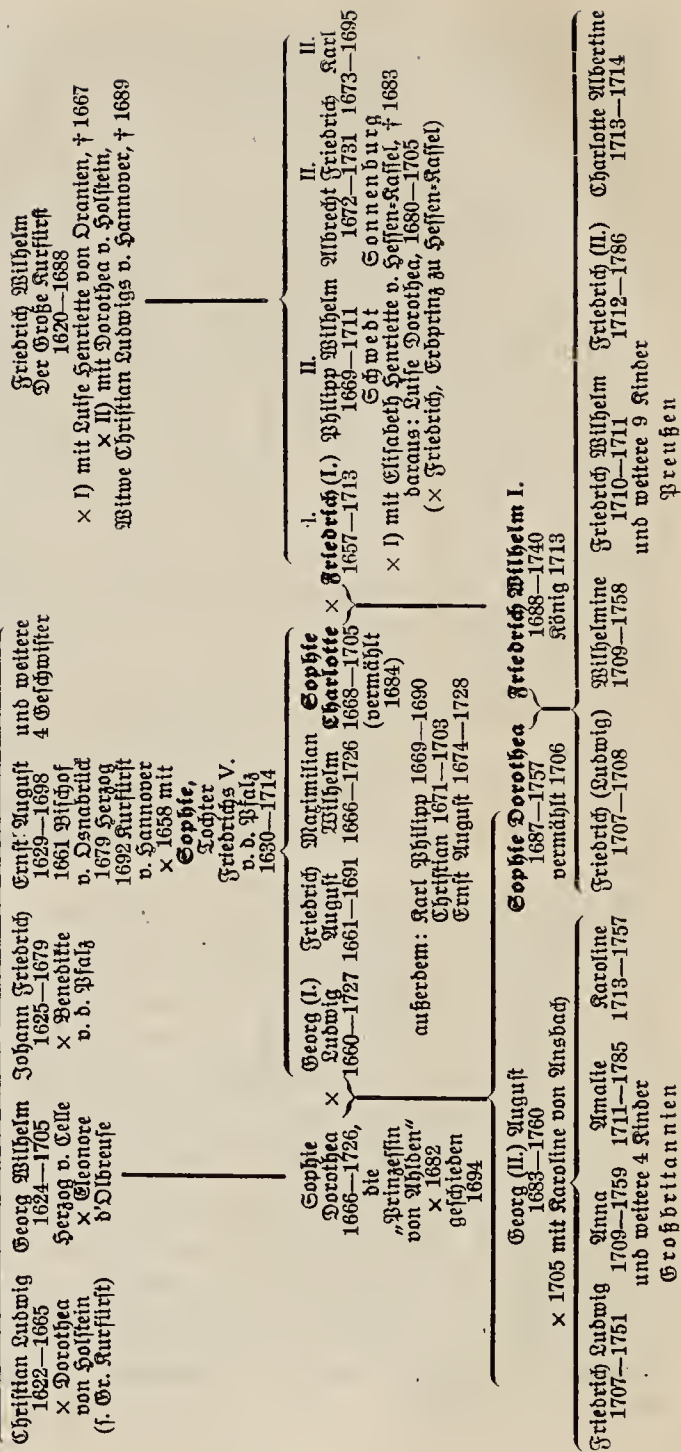 Christian Ludwig
1622—1665
× Dorothea
von Holstein
(s. Gr. Kurfürst)
Georg Wilhelm
1624—1705
Herzog v. Celle
× Eleonore
d'Olbreuse
Johann Friedrich
1625—1679
× Benedikte
v. d. Pfalz
Ernst August
1629—1698
1661 Bischof
v. Osnabrück
1679 Herzog
1692 Kurfürst
v. Hannover
× 1658 mit
Sophie,
Tochter
Friedrichs V.
v. d. Pfalz
1630—1714
und weitere
4 Geschwister
Friedrich Wilhelm
Der Große Kurfürst
1620—1688
× I) mit Luise Henriette von Oranien, † 1667
× II) mit Dorothea v. Holstein,
Witwe Christian Ludwigs v. Hannover, † 1689
Sophie
Dorothea
1666—1726,
die
„Prinzessin
von Ahlden“
× 1682
geschieden
1694
×
Georg (I.)
Ludwig
1660—1727
Friedrich
August
1661—1691
Maximilian
Wilhelm
1666—1726
Sophie
Charlotte
1668—1705
(vermählt
1684)
außerdem: Karl Philipp 1669—1690
Christian 1671—1703
Ernst August 1674—1728
×
I.
Friedrich (I.)
1657—1713
II.
Philipp Wilhelm
1669—1711
Schwedt
II.
Albrecht Friedrich
1672—1731
Sonnenburg
II.
Karl
1673—1695
× I) mit Elisabeth Henriette v. Hessen-Kassel, † 1683
daraus: Luise Dorothea, 1680—1705
(× Friedrich, Erbprinz zu Hessen-Kassel)
Georg (II.) August
1683—1760
× 1705 mit Karoline von Ansbach
Sophie Dorothea
1687—1757
vermählt 1706
Friedrich Wilhelm I.
1688—1740
König 1713
Friedrich Ludwig
1707—1751
Anna
1709—1759
Amalie
1711—1785
Karoline
1713—1757
und weitere 4 Kinder
Großbritannien
Friedrich (Ludwig)
1707—1708
Wilhelmine
1709—1758
Friedrich Wilhelm
1710—1711
Friedrich (II.)
1712—1786
Charlotte Albertine
1713—1714
und weitere 9 Kinder
Preußen